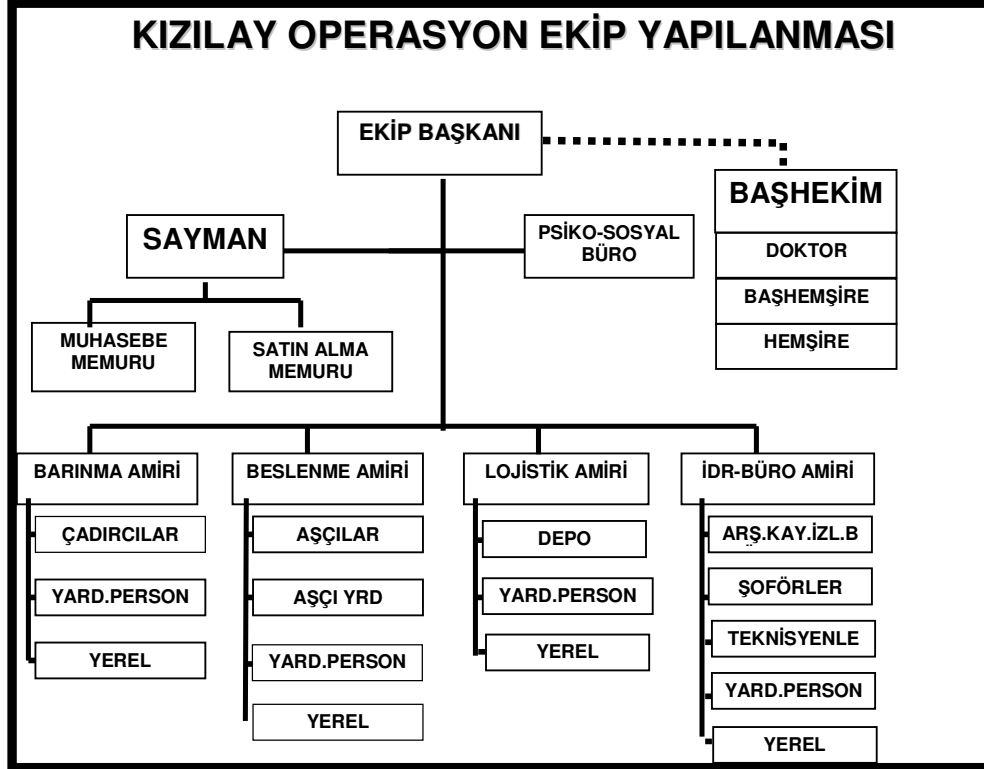 KIZILAY OPERASYON EKİP YAPILANMASI
EKİP BAŞKANI
BAŞHEKİM
DOKTOR
BAŞHEMŞİRE
HEMŞİRE
SAYMAN
PSİKO-SOSYAL
BÜRO
MUHASEBE
MEMURU
SATIN ALMA
MEMURU
BARINMA AMİRİ
ÇADIRCILAR
YARD.PERSON
YEREL
BESLENME AMİRİ
AŞÇILAR
AŞÇI YRD
YARD.PERSON
YEREL
LOJİSTİK AMİRİ
DEPO
YARD.PERSON
YEREL
İDR-BÜRO AMİRİ
ARŞ.KAY.İZL.B
ŞOFÖRLER
TEKNİSYENLE
YARD.PERSON
YEREL